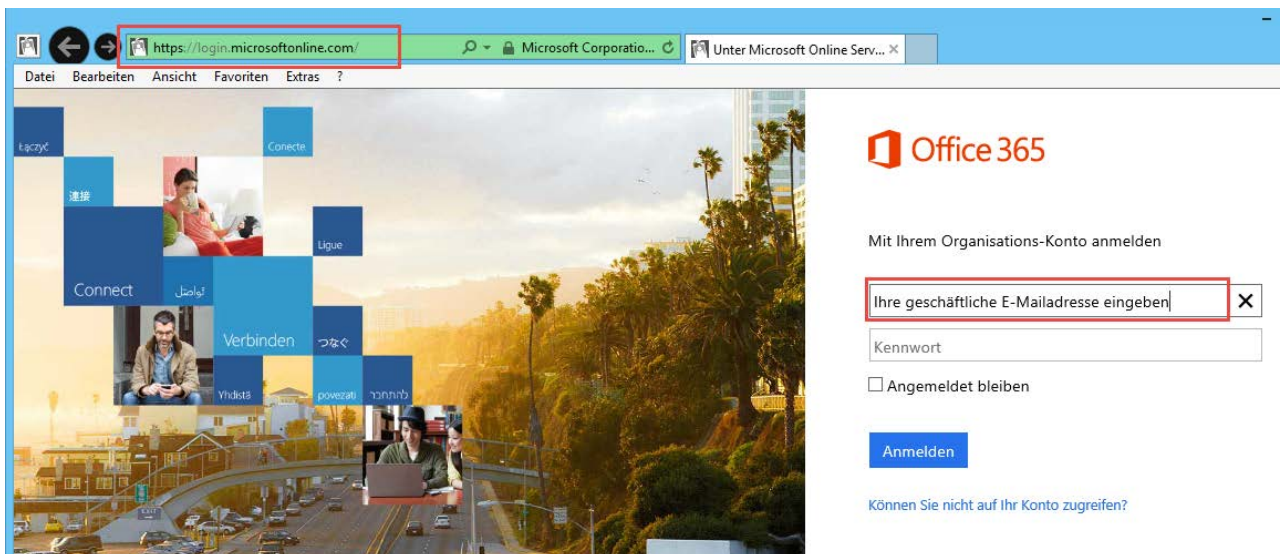 https://login.microsoftonline.com/
Microsoft Corporatio...
Unter Microsoft Online Serv...
Datei Bearbeiten Ansicht Favoriten Extras ?
Łączyć
Conecte
連接
Ligue
Connect
تواصل
Verbinden
つなぐ
Yhdistä
povezati
להתחבר
Office 365
Mit Ihrem Organisations-Konto anmelden
Ihre geschäftliche E-Mailadresse eingeben
Kennwort
Angemeldet bleiben
Anmelden
Können Sie nicht auf Ihr Konto zugreifen?